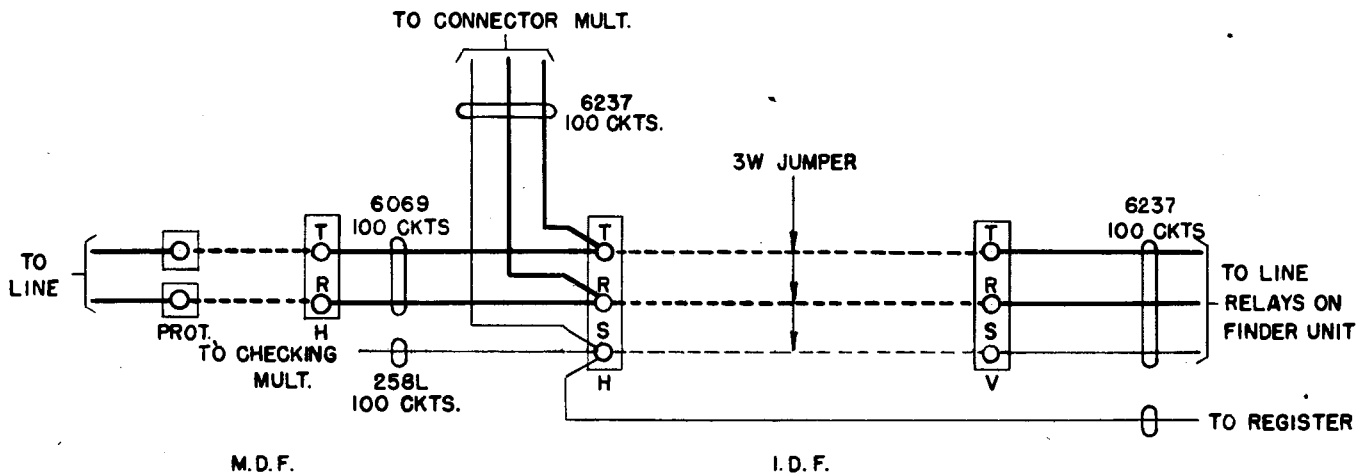 TO CONNECTOR MULT.
6237
100 CKTS.
3W JUMPER
6069
100 CKTS
6237
100 CKTS
T
T
T
TO
LINE
TO LINE
RELAYS ON
FINDER UNIT
R
R
R
PROT.
H
S
S
TO CHECKING
MULT.
258L
100 CKTS.
H
V
TO REGISTER
M.D.F.
I.D.F.